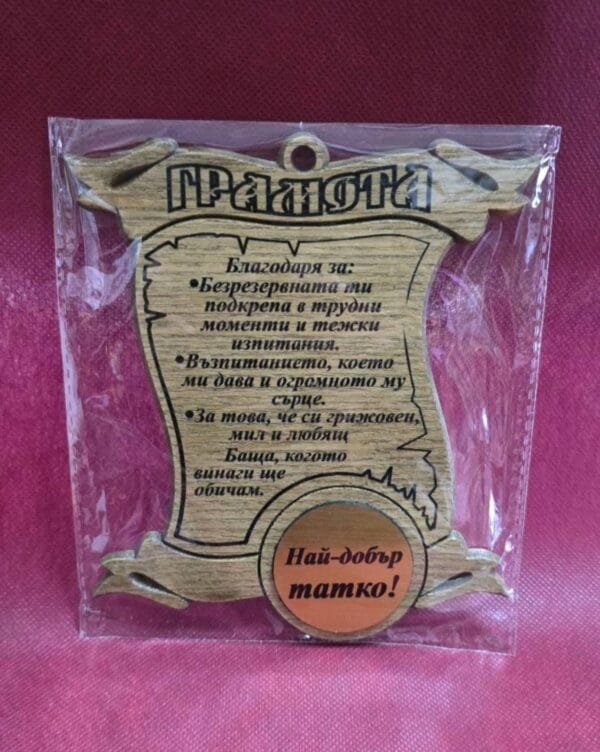 ГРАМОТА
Благодаря за:
•Безрезервната ти
подкрепа в трудни
моменти и тежки
изпитания.
•Възпитанието, което
ми дава и огромното му
сърце.
•За това, че си грижовен,
мил и любящ
Баща, когото
винаги ще
обичам.
Най-добър
татко!